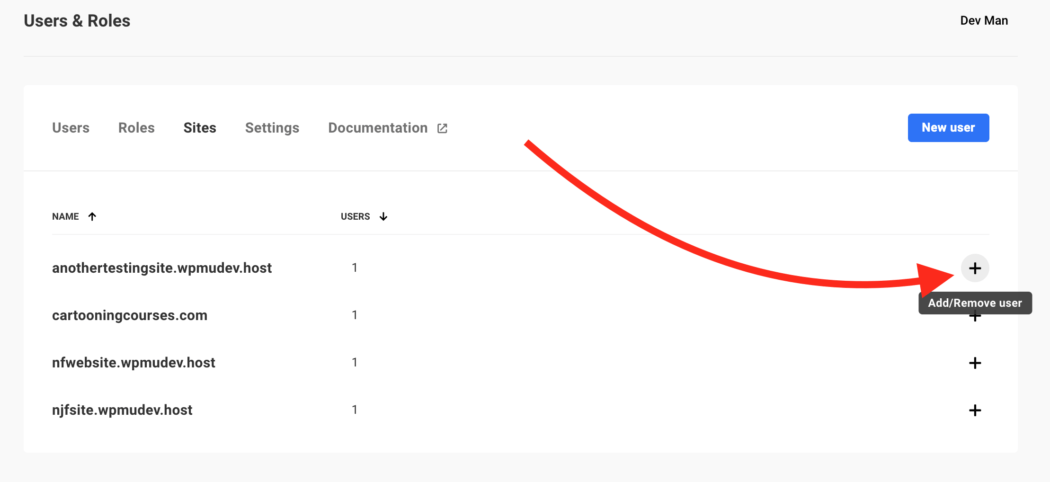 Users & Roles
Dev Man
Users Roles Sites Settings Documentation
New user
NAME USERS
anothertestingsite.wpmudev.host 1
Add/Remove user
cartooningcourses.com 1
nfwebsite.wpmudev.host 1
njfsite.wpmudev.host 1